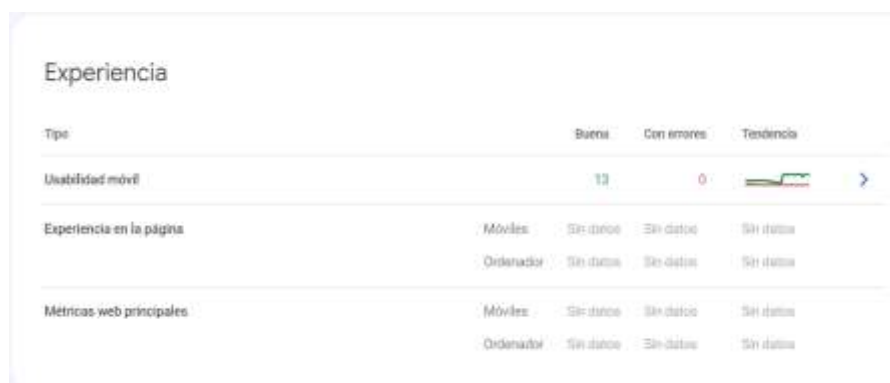 Experiencia
Tipo Buena Con errores Tendencia
Usabilidad móvil 13 0
Experiencia en la página Móviles Sin datos Sin datos Sin datos
Ordenador Sin datos Sin datos Sin datos
Métricas web principales Móviles Sin datos Sin datos Sin datos
Ordenador Sin datos Sin datos Sin datos